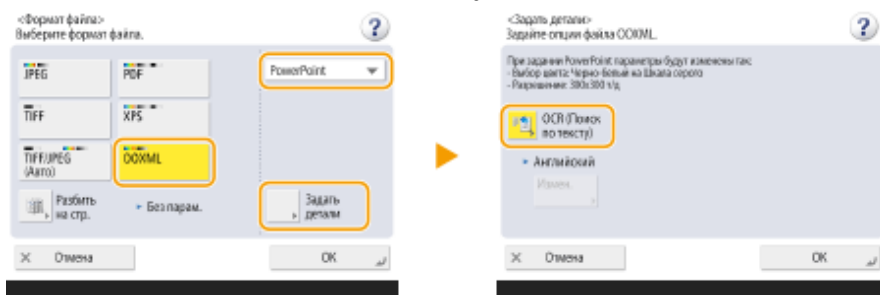 <Формат файла>
Выберите формат файла.
?
JPEG
PDF
PowerPoint
TIFF
XPS
TIFF/JPEG
(Авто)
OOXML
Разбить
на стр.
Без парам.
Задать
детали
Отмена
OK
<Задать детали>
Задайте опции файла OOXML.
?
При задании PowerPoint параметры будут изменены так:
- Выбор цвета: Черно-белый на Шкала серого
- Разрешение: 300x300 т/д
OCR (Поиск
по тексту)
Английский
Измен.
Отмена
OK